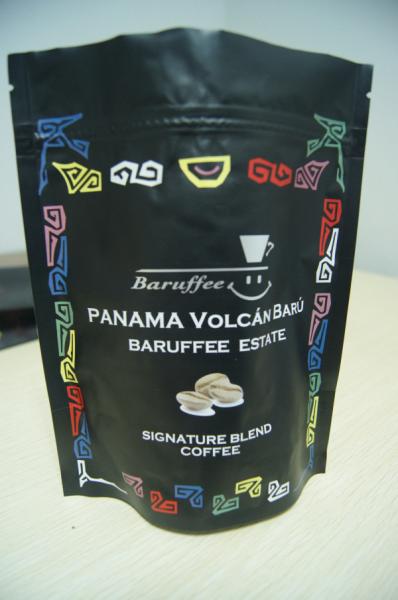 Baruffee
PANAMA VOLCÁN BARÚ
BARUFFEE ESTATE
SIGNATURE BLEND
COFFEE